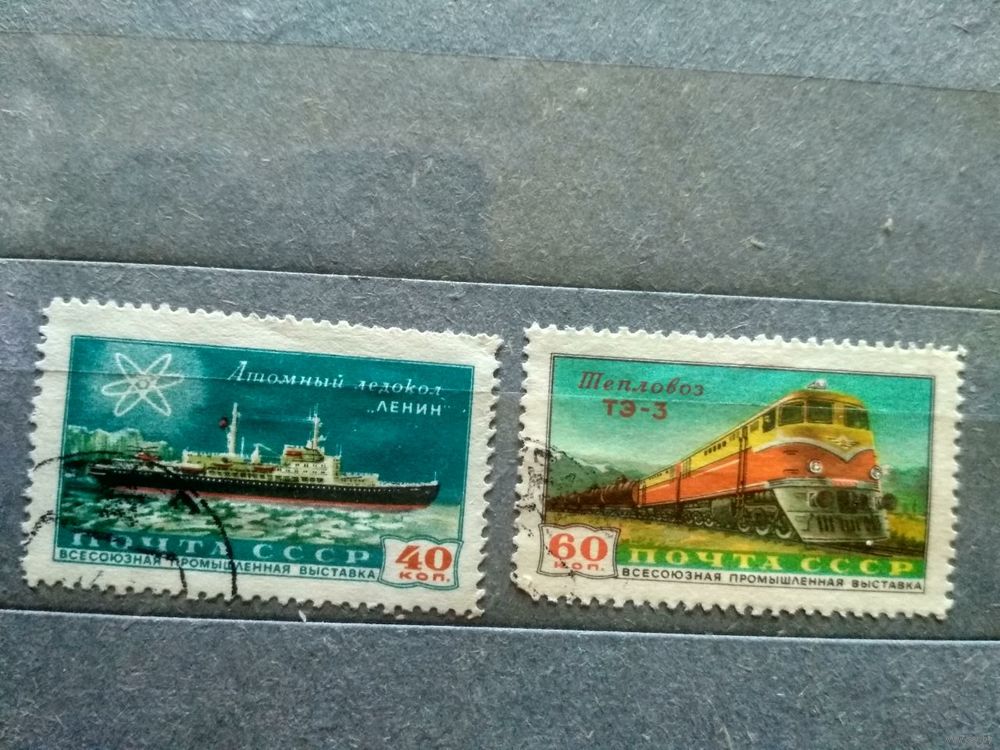 Атомный ледокол
„ЛЕНИН"
ПОЧТА СССР
ВСЕСОЮЗНАЯ ПРОМЫШЛЕННАЯ ВЫСТАВКА
40
КОП.
Тепловоз
ТЭ-3
60
КОП.
ПОЧТА СССР
ВСЕСОЮЗНАЯ ПРОМЫШЛЕННАЯ ВЫСТАВКА